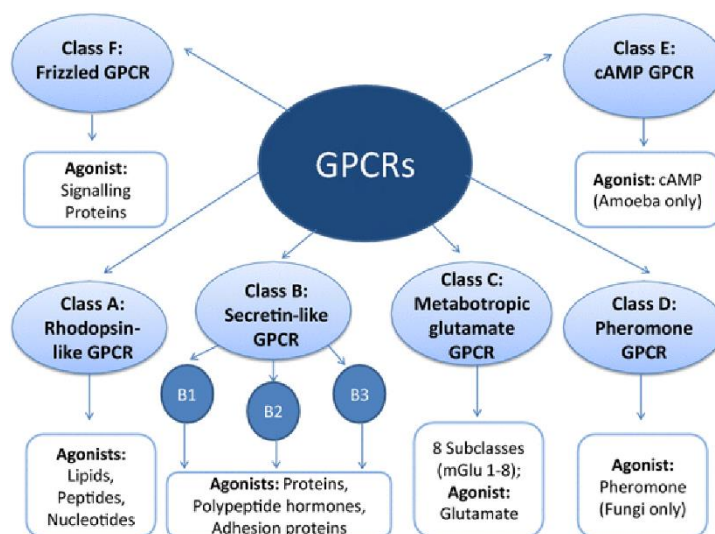 Class F:
Frizzled GPCR
Class E:
cAMP GPCR
GPCRs
Agonist:
Signalling
Proteins
Agonist: cAMP
(Amoeba only)
Class A:
Rhodopsin-
like GPCR
Class B:
Secretin-like
GPCR
Class C:
Metabotropic
glutamate
GPCR
Class D:
Pheromone
GPCR
B1
B2
B3
Agonists:
Lipids,
Peptides,
Nucleotides
Agonists: Proteins,
Polypeptide hormones,
Adhesion proteins
8 Subclasses
(mGlu 1-8);
Agonist:
Glutamate
Agonist:
Pheromone
(Fungi only)